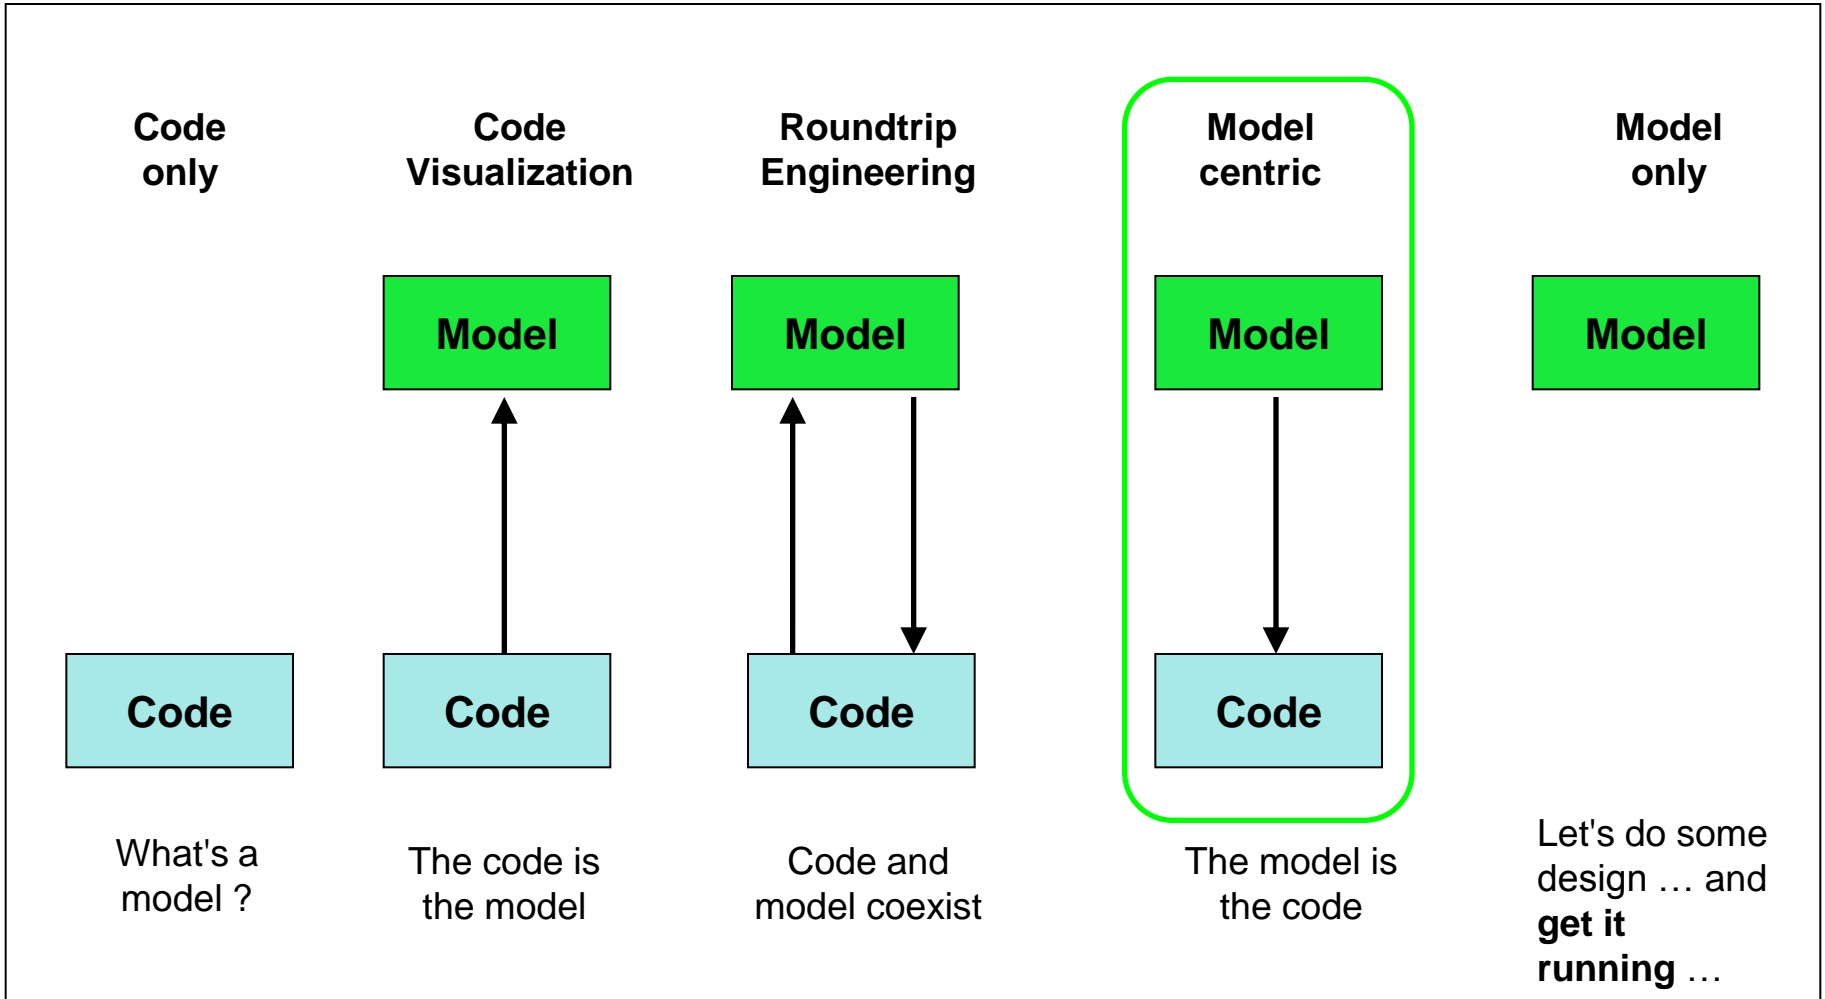 Code
only
Code
Visualization
Roundtrip
Engineering
Model
centric
Model
only
Model
Model
Model
Model
Code
Code
Code
Code
What's a
model ?
The code is
the model
Code and
model coexist
The model is
the code
Let's do some
design … and
get it
running …